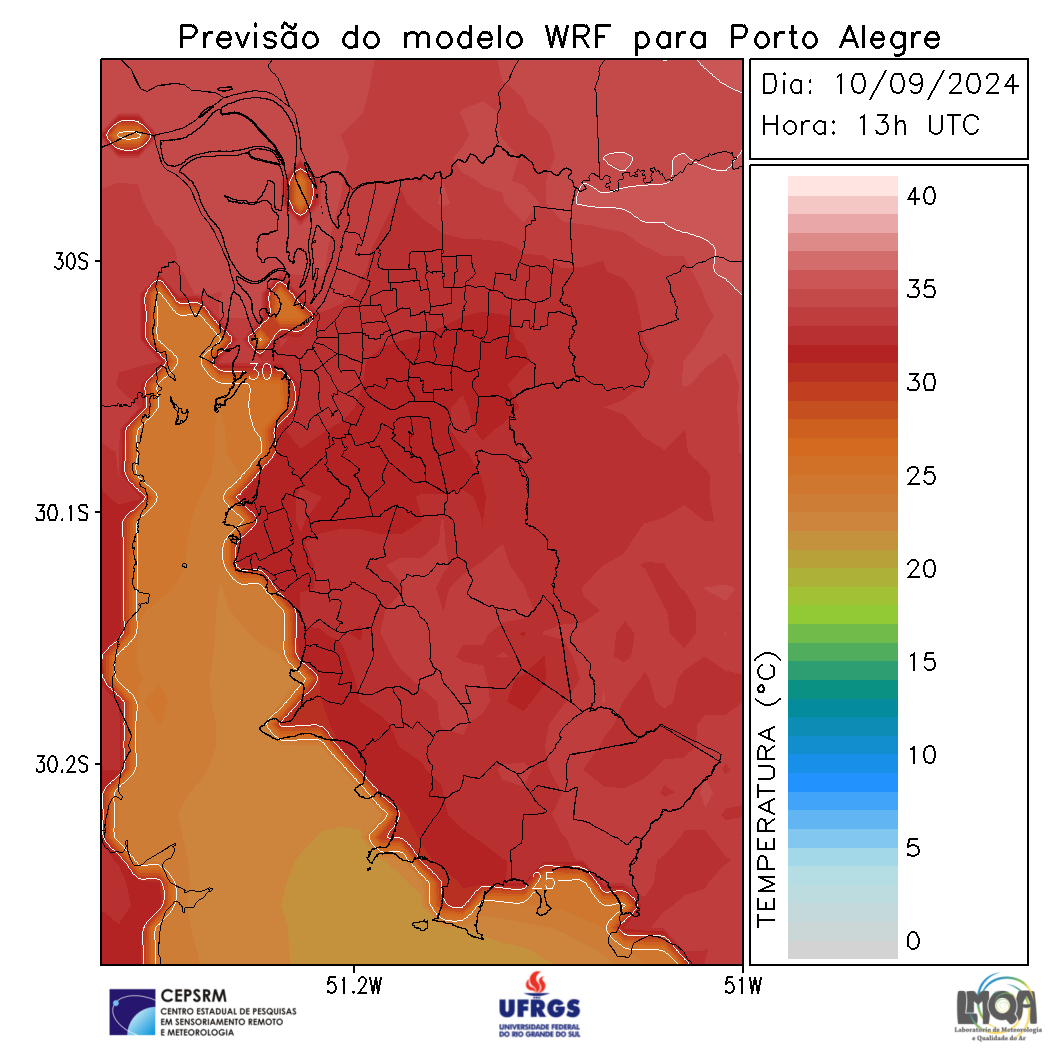 Previsão do modelo WRF para Porto Alegre
Dia: 10/09/2024
Hora: 13h UTC
40
35
30
25
20
15
10
5
0
TEMPERATURA (°C)
30S
30.1S
30.2S
30
25
51.2W
51W
CEPSRM
CENTRO ESTADUAL DE PESQUISAS
EM SENSORIAMENTO REMOTO
E METEOROLOGIA
UFRGS
UNIVERSIDADE FEDERAL
DO RIO GRANDE DO SUL
LMQA
Laboratório de Meteorologia
e Qualidade do Ar